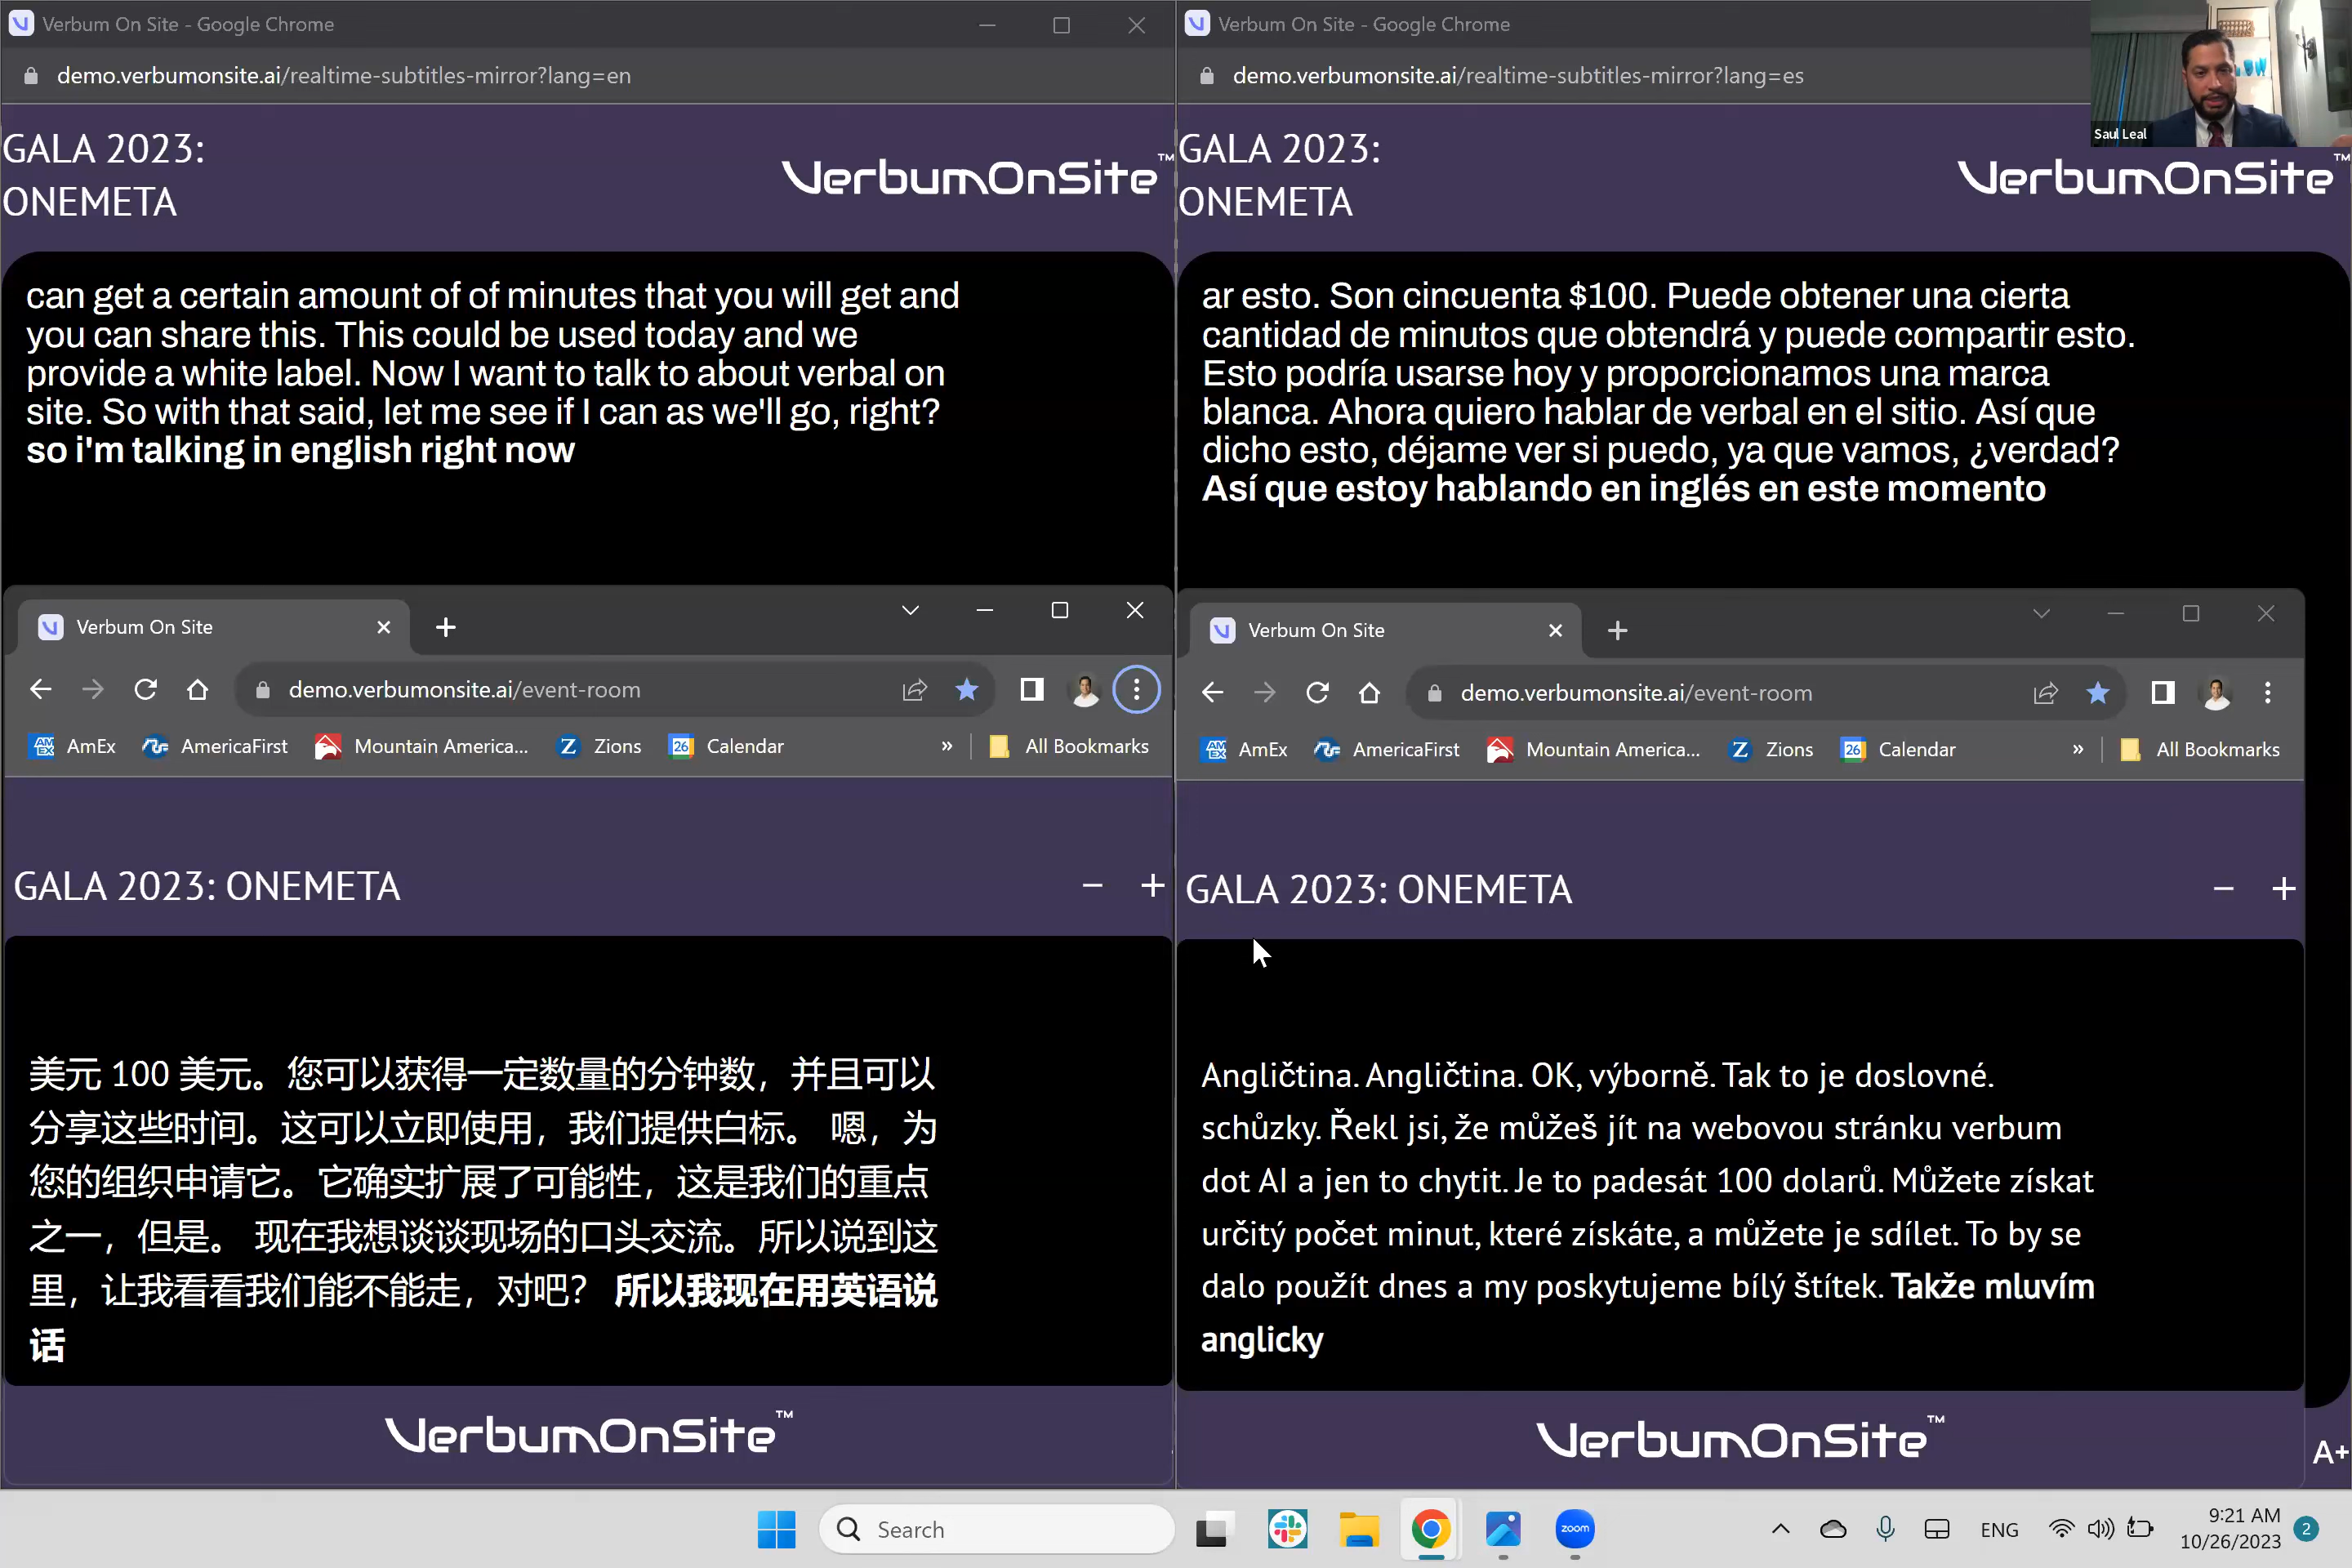 Verbum On Site - Google Chrome
demo.verbumonsite.ai/realtime-subtitles-mirror?lang=en
GALA 2023:
ONEMETA
VerbumOnSite™
can get a certain amount of of minutes that you will get and
you can share this. This could be used today and we
provide a white label. Now I want to talk to about verbal on
site. So with that said, let me see if I can as we'll go, right?
so i'm talking in english right now
Verbum On Site - Google Chrome
demo.verbumonsite.ai/realtime-subtitles-mirror?lang=es
Saul Leal
GALA 2023:
ONEMETA
VerbumOnSite™
ar esto. Son cincuenta $100. Puede obtener una cierta
cantidad de minutos que obtendrá y puede compartir esto.
Esto podría usarse hoy y proporcionamos una marca
blanca. Ahora quiero hablar de verbal en el sitio. Así que
dicho esto, déjame ver si puedo, ya que vamos, ¿verdad?
Así que estoy hablando en inglés en este momento
Verbum On Site
demo.verbumonsite.ai/event-room
AM EX AmEx AmericaFirst Mountain America... Z Zions 26 Calendar » All Bookmarks
GALA 2023: ONEMETA − +
美元 100 美元。您可以获得一定数量的分钟数，并且可以
分享这些时间。这可以立即使用，我们提供白标。 嗯，为
您的组织申请它。它确实扩展了可能性，这是我们的重点
之一，但是。 现在我想谈谈现场的口头交流。所以说到这
里，让我看看我们能不能走，对吧？ 所以我现在用英语说
话
VerbumOnSite™
Verbum On Site
demo.verbumonsite.ai/event-room
AM EX AmEx AmericaFirst Mountain America... Z Zions 26 Calendar » All Bookmarks
GALA 2023: ONEMETA − +
Angličtina. Angličtina. OK, výborně. Tak to je doslovné.
schůzky. Řekl jsi, že můžeš jít na webovou stránku verbum
dot AI a jen to chytit. Je to padesát 100 dolarů. Můžete získat
určitý počet minut, které získáte, a můžete je sdílet. To by se
dalo použít dnes a my poskytujeme bílý štítek. Takže mluvím
anglicky
VerbumOnSite™
A+
Search
zoom
ENG
9:21 AM
10/26/2023
2